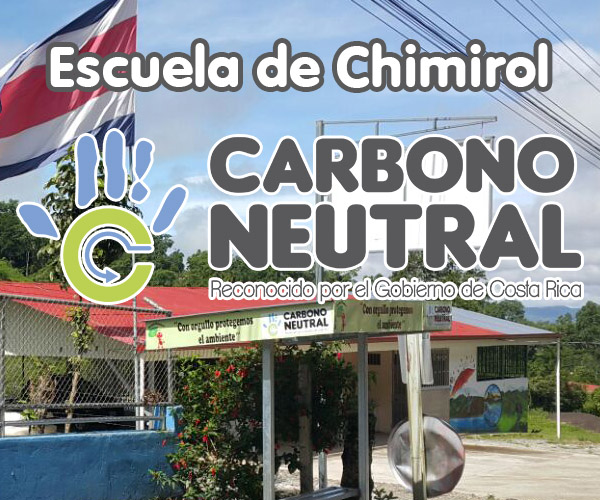 Escuela de Chimirol
CARBONO
NEUTRAL
Reconocido por el Gobierno de Costa Rica
Con orgullo protegemos
el ambiente
CARBONO
NEUTRAL
Con orgullo protegemos
el ambiente